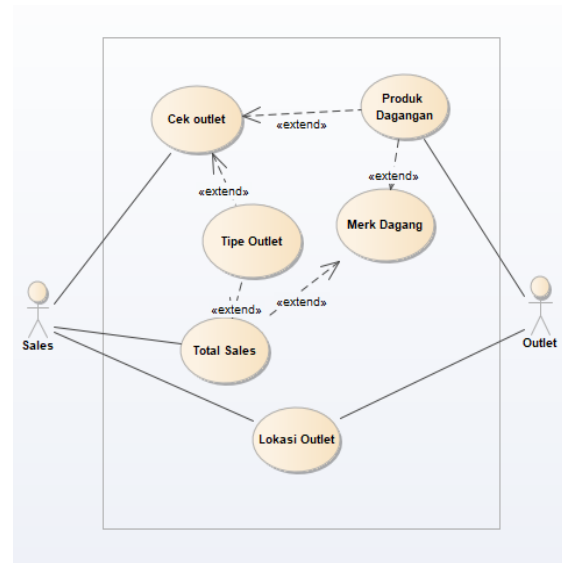 Cek outlet
Produk
Dagangan
«extend»
«extend»
«extend»
Merk Dagang
Tipe Outlet
«extend»
«extend»
Sales
Total Sales
Outlet
Lokasi Outlet